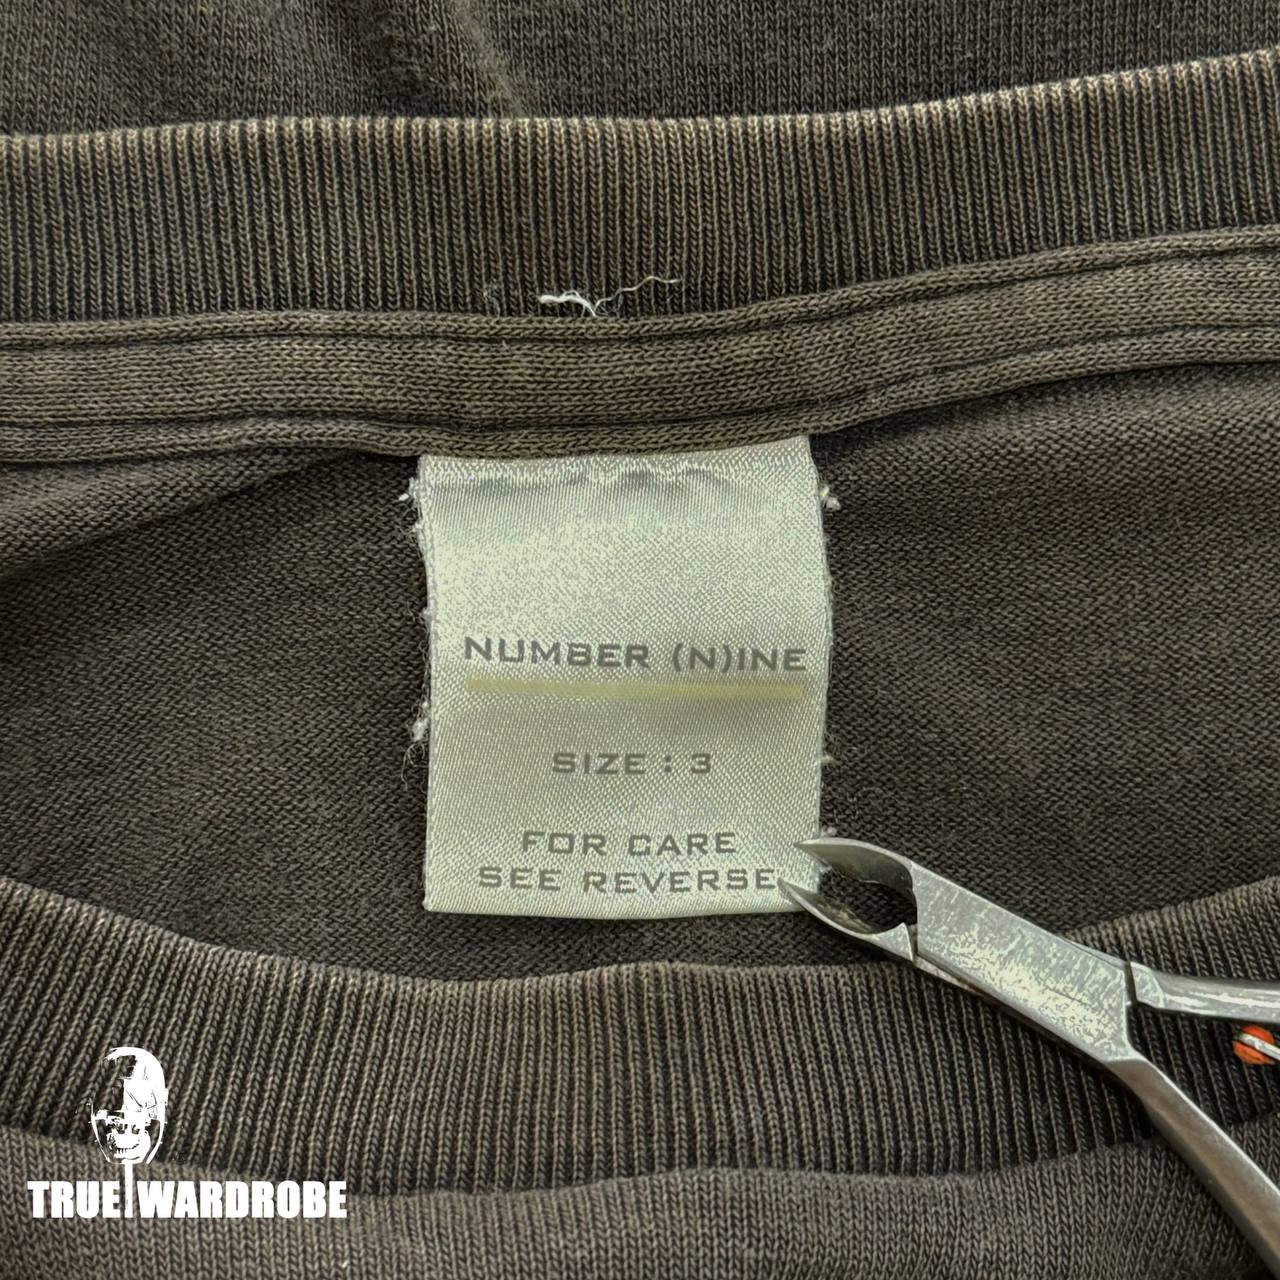 NUMBER (N)INE
SIZE : 3
FOR CARE
SEE REVERSE
TRUE WARDROBE